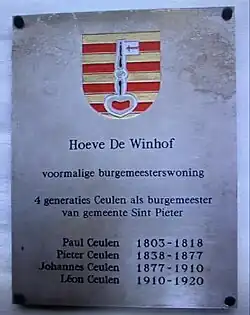 Hoeve De Winhof
voormalige burgemeesterswoning
4 generaties Ceulen als burgemeester
van gemeente Sint Pieter
Paul Ceulen 1803-1818
Pieter Ceulen 1838-1877
Johannes Ceulen 1877-1910
Léon Ceulen 1910-1920